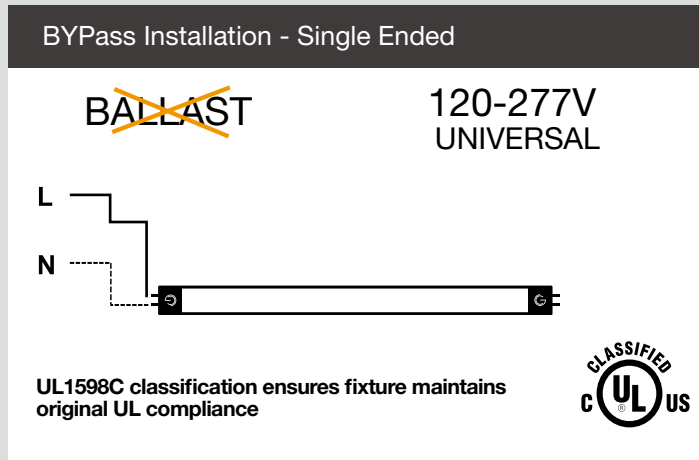 BYPass Installation - Single Ended
BALLAST
120-277V
UNIVERSAL
L
N
UL1598C classification ensures fixture maintains
original UL compliance
CLASSIFIED
C UL US
®